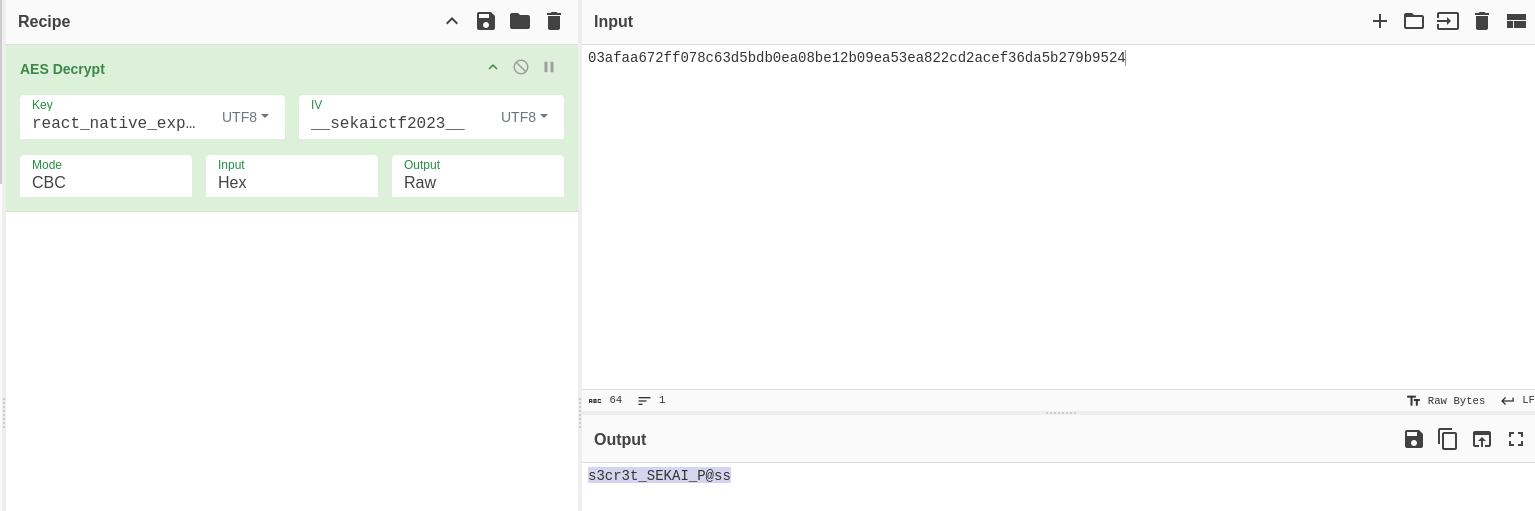 Recipe
AES Decrypt
Key
react_native_exp…
UTF8
IV
__sekaictf2023__
UTF8
Mode
CBC
Input
Hex
Output
Raw
Input
03afaa672ff078c63d5bdb0ea08be12b09ea53ea822cd2acef36da5b279b9524
ABC 64
1
Raw Bytes
LF
Output
s3cr3t_SEKAI_P@ss